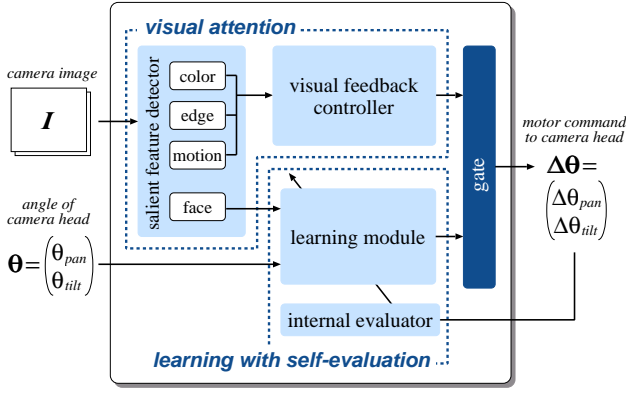 visual attention
camera image
I
salient feature detector
color
edge
motion
face
visual feedback
controller
gate
motor command
to camera head
Δθ=
(Δθpan
Δθtilt)
angle of
camera head
θ=(θpan
θtilt)
learning module
internal evaluator
learning with self-evaluation